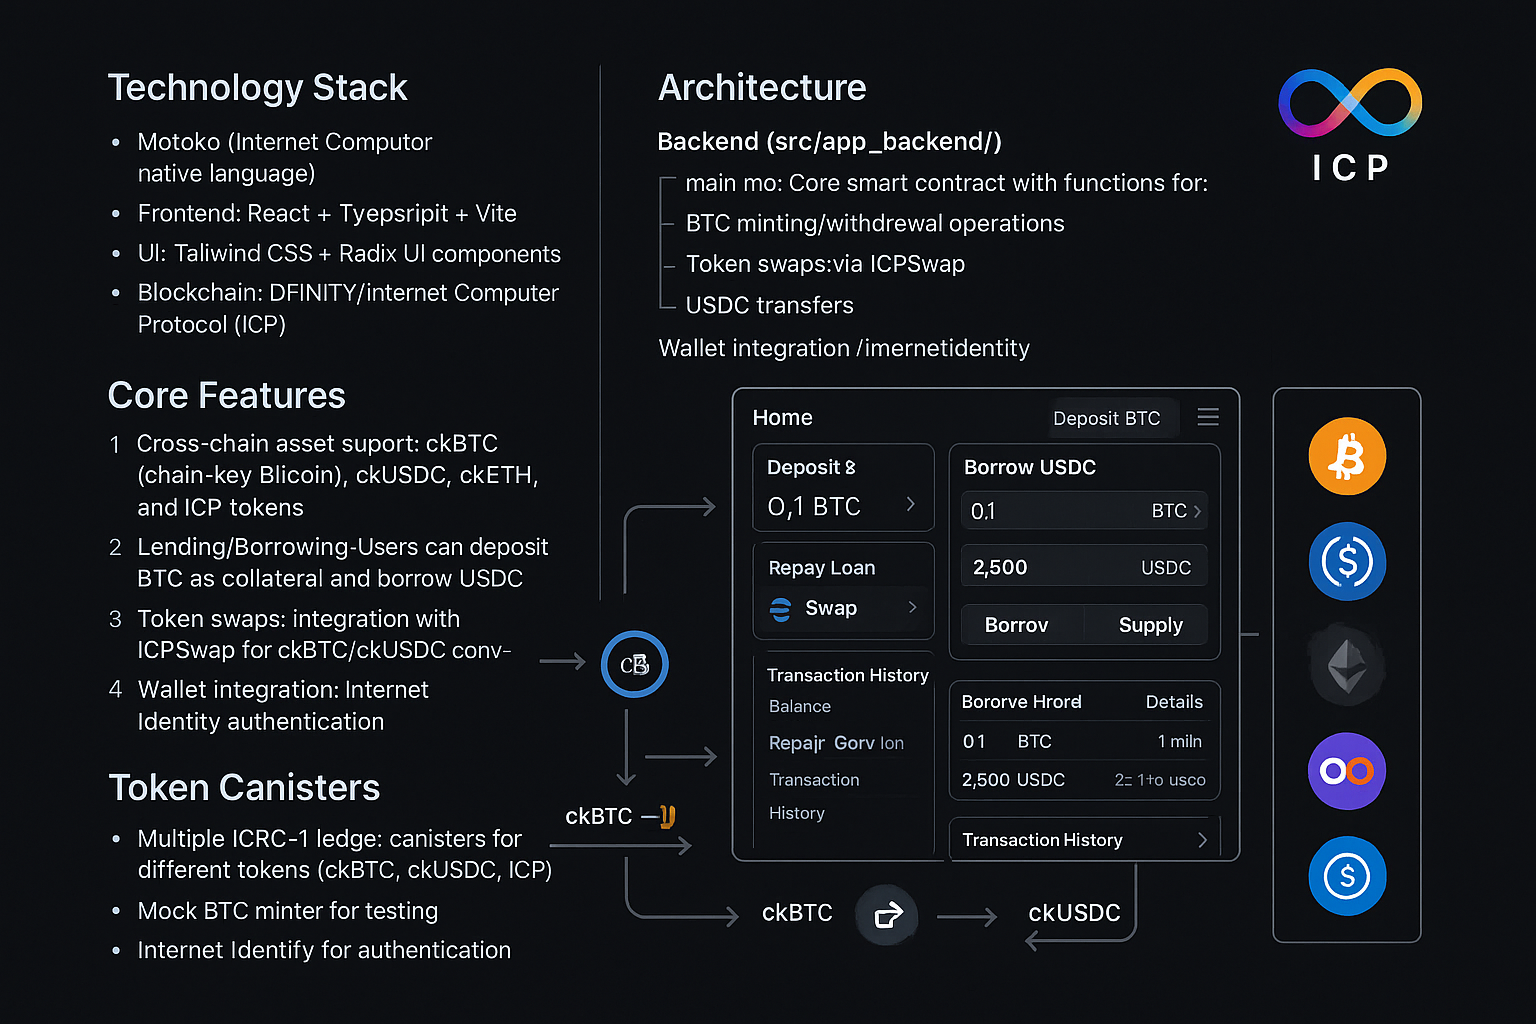 Technology Stack
• Motoko (Internet Computor
native language)
• Frontend: React + Tyepsripit + Vite
• UI: Taliwind CSS + Radix UI components
• Blockchain: DFINITY/internet Computer
Protocol (ICP)
Core Features
1 Cross-chain asset suport: ckBTC
(chain-key Blicoin), ckUSDC, ckETH,
and ICP tokens
2 Lending/Borrowing-Users can deposit
BTC as collateral and borrow USDC
3 Token swaps: integration with
ICPSwap for ckBTC/ckUSDC conv-
4 Wallet integration: Internet
Identity authentication
Token Canisters
• Multiple ICRC-1 ledge: canisters for
different tokens (ckBTC, ckUSDC, ICP)
• Mock BTC minter for testing
• Internet Identify for authentication
Architecture
Backend (src/app_backend/)
main mo: Core smart contract with functions for:
BTC minting/withdrewal operations
Token swaps:via ICPSwap
USDC transfers
Wallet integration /imernetidentity
ICP
Home
Deposit BTC
Deposit
0,1 BTC
Repay Loan
Swap
Transaction History
Balance
Repajr Gorv lon
Transaction
History
Borrow USDC
0.1 BTC
2,500 USDC
Borrov Supply
Bororve Hrord Details
01 BTC 1 miln
2,500 USDC
Transaction History
ckBTC
ckBTC
ckUSDC